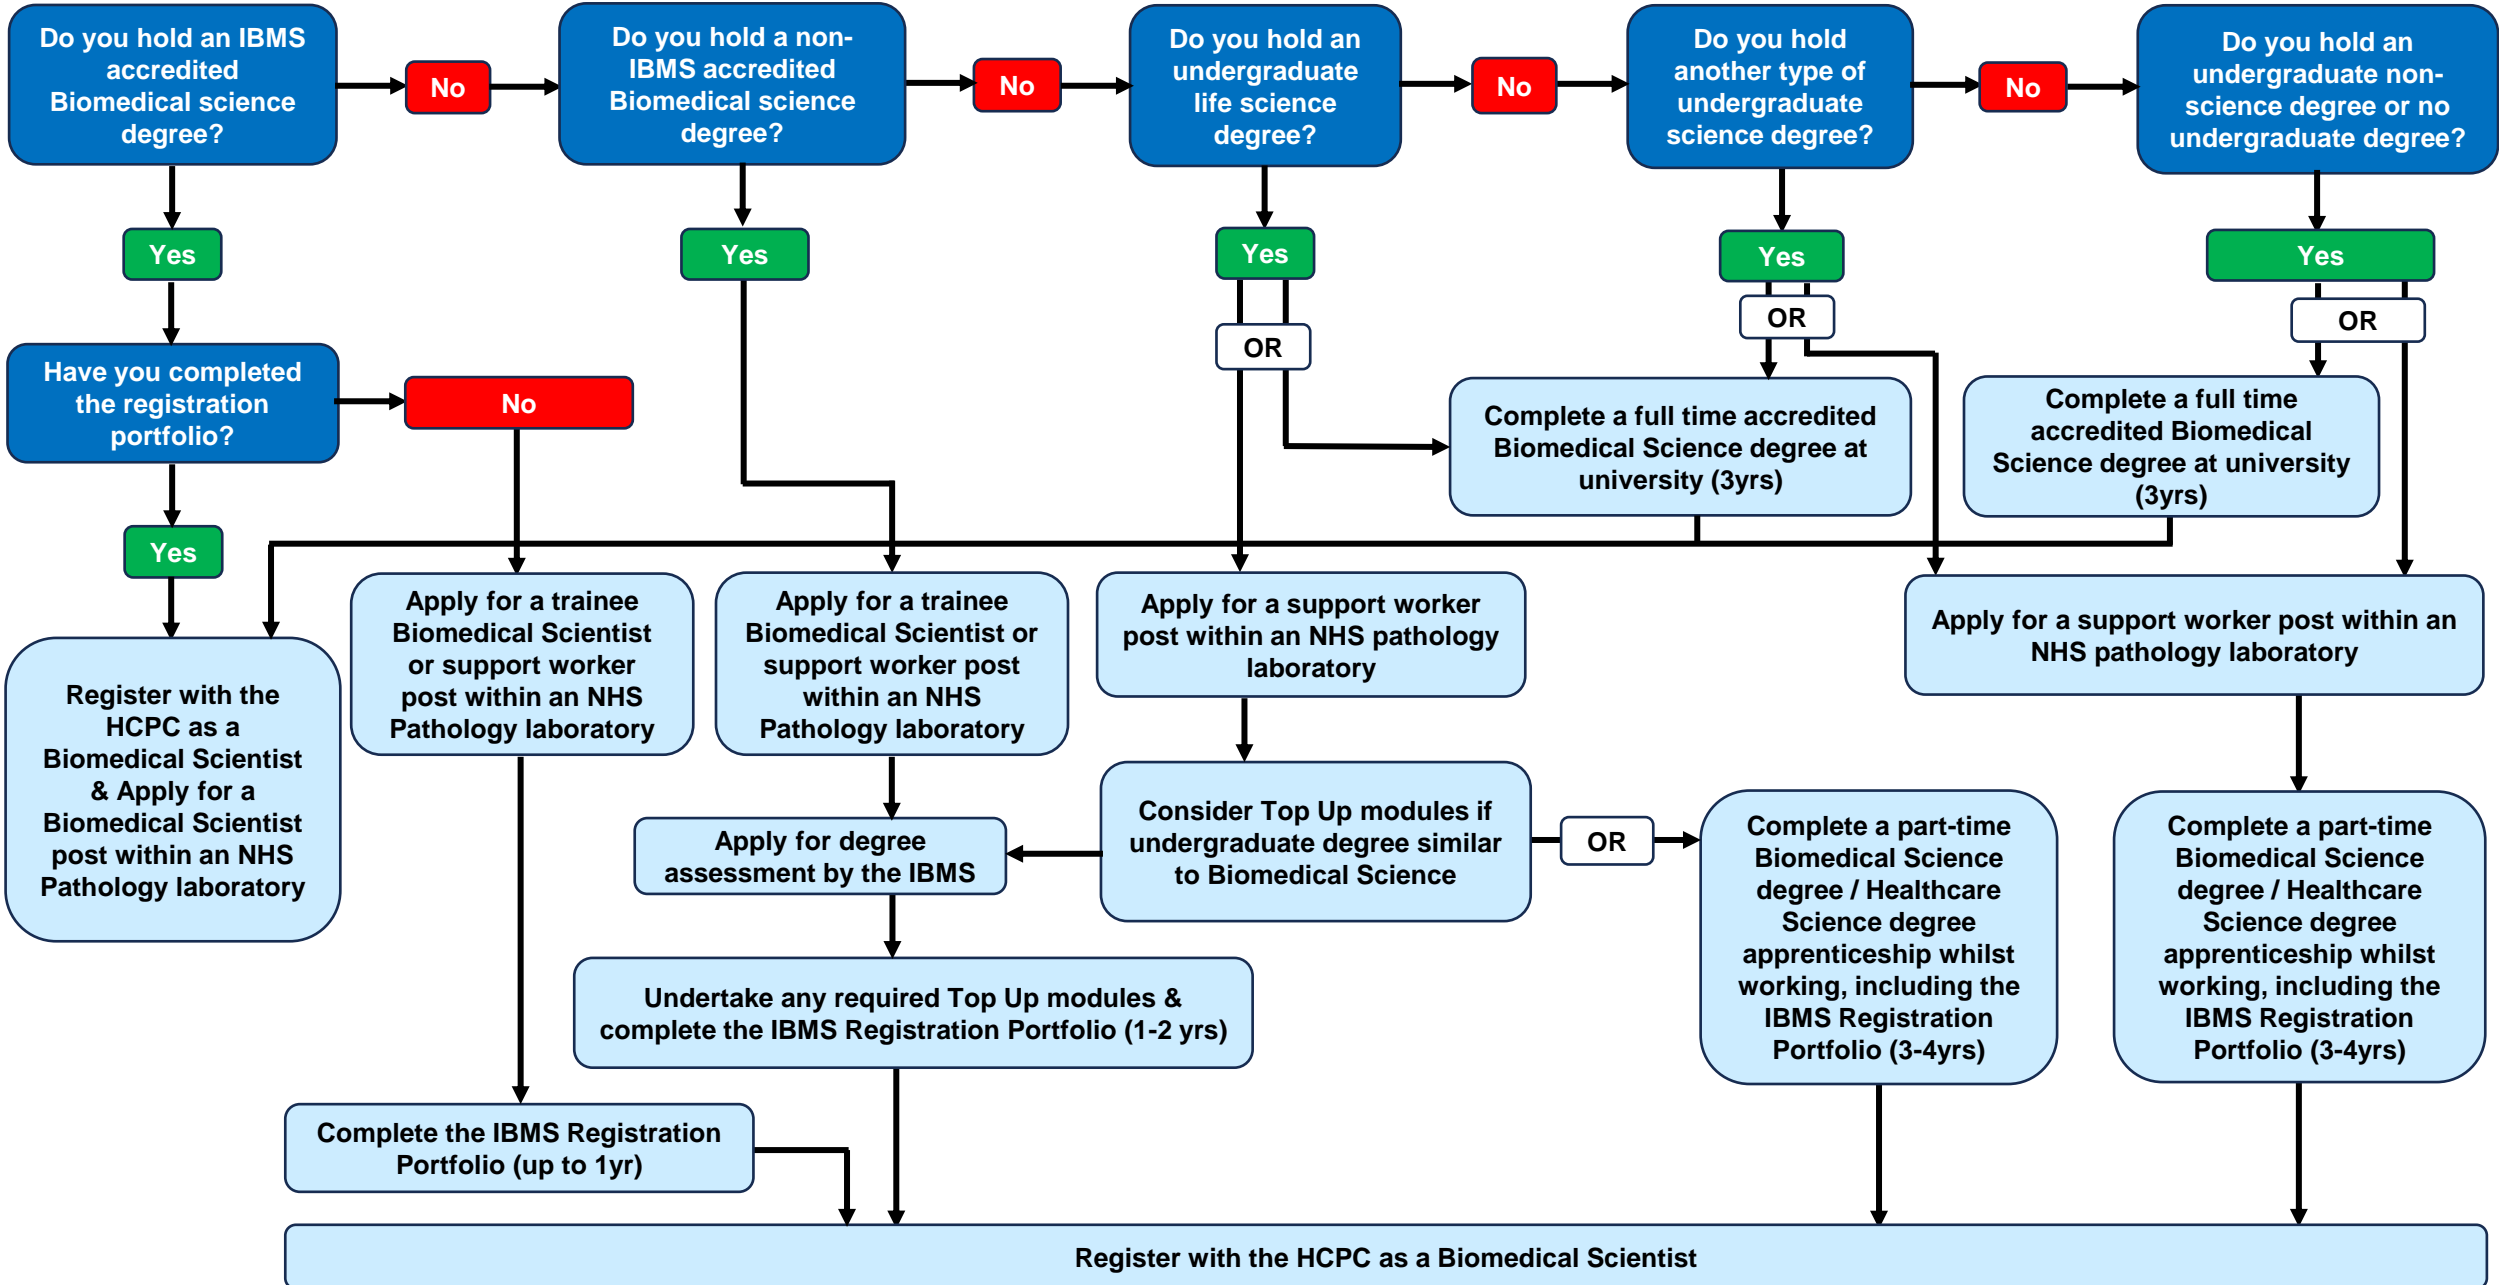 Do you hold an IBMS
accredited
Biomedical science
degree?
No
Do you hold a non-
IBMS accredited
Biomedical science
degree?
No
Do you hold an
undergraduate
life science
degree?
No
Do you hold
another type of
undergraduate
science degree?
No
Do you hold an
undergraduate non-
science degree or no
undergraduate degree?
Yes
Yes
Yes
Yes
Yes
OR
OR
OR
Have you completed
the registration
portfolio?
No
Complete a full time accredited
Biomedical Science degree at
university (3yrs)
Complete a full time
accredited Biomedical
Science degree at university
(3yrs)
Yes
Register with the
HCPC as a
Biomedical Scientist
& Apply for a
Biomedical Scientist
post within an NHS
Pathology laboratory
Apply for a trainee
Biomedical Scientist
or support worker
post within an NHS
Pathology laboratory
Apply for a trainee
Biomedical Scientist or
support worker post
within an NHS
Pathology laboratory
Apply for a support worker
post within an NHS pathology
laboratory
Apply for a support worker post within an
NHS pathology laboratory
Apply for degree
assessment by the IBMS
Consider Top Up modules if
undergraduate degree similar
to Biomedical Science
OR
Complete a part-time
Biomedical Science
degree / Healthcare
Science degree
apprenticeship whilst
working, including the
IBMS Registration
Portfolio (3-4yrs)
Complete a part-time
Biomedical Science
degree / Healthcare
Science degree
apprenticeship whilst
working, including the
IBMS Registration
Portfolio (3-4yrs)
Undertake any required Top Up modules &
complete the IBMS Registration Portfolio (1-2 yrs)
Complete the IBMS Registration
Portfolio (up to 1yr)
Register with the HCPC as a Biomedical Scientist